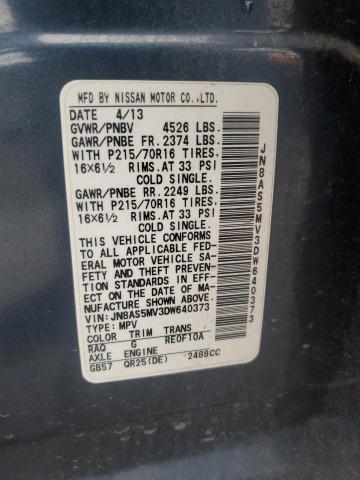 MFD BY NISSAN MOTOR CO.,LTD.
DATE 4/13
GVWR/PNBV 4526 LBS.
GAWR/PNBE FR. 2374 LBS.
WITH P215/70R16 TIRES.
16X6½ RIMS.AT 33 PSI
COLD SINGLE.
GAWR/PNBE RR. 2249 LBS.
WITH P215/70R16 TIRES.
16X6½ RIMS.AT 33 PSI
COLD SINGLE.
THIS VEHICLE CONFORMS
TO ALL APPLICABLE FED-
ERAL MOTOR VEHICLE SA-
FETY AND THEFT PREVEN-
TION STANDARDS IN EFF-
ECT ON THE DATE OF MA-
NUFACTURE SHOWN ABOVE.
VIN: JN8AS5MV3DW640373
TYPE: MPV
COLOR TRIM TRANS
RAQ G RE0F10A
AXLE ENGINE
GB57 QR25(DE) 2488CC
JN8AS5MV3DW640373